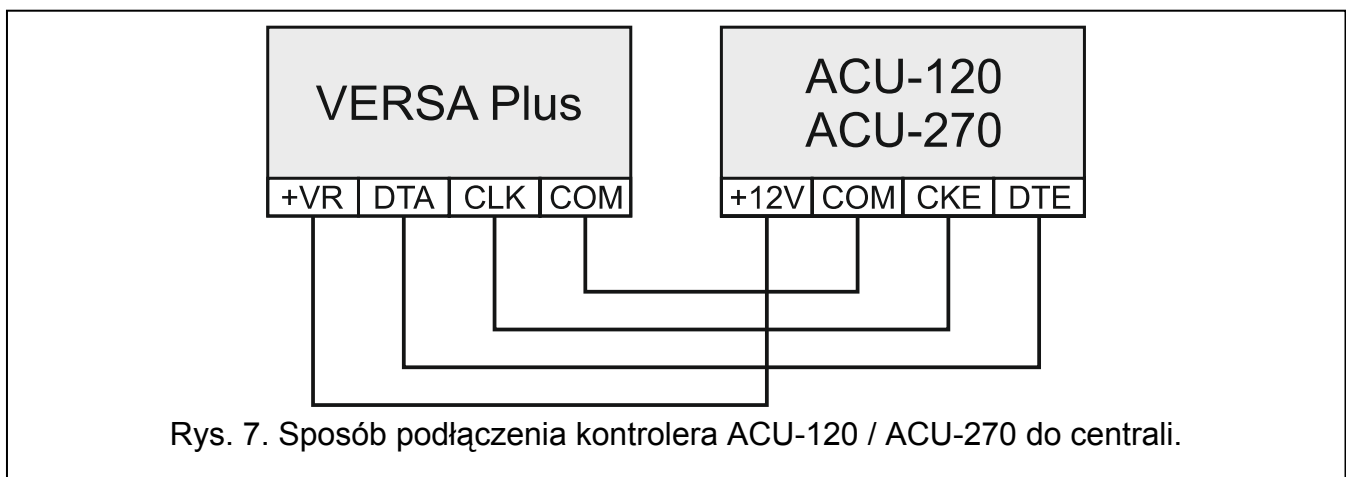 VERSA Plus
+VR DTA CLK COM
ACU-120
ACU-270
+12V COM CKE DTE
Rys. 7. Sposób podłączenia kontrolera ACU-120 / ACU-270 do centrali.